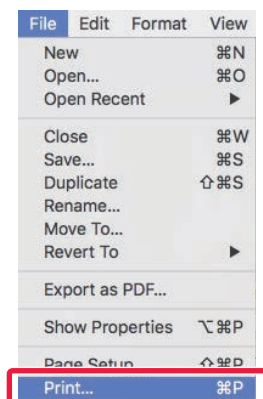 File Edit Format View
New ⌘N
Open... ⌘O
Open Recent ▶
Close ⌘W
Save... ⌘S
Duplicate ⇧⌘S
Rename...
Move To...
Revert To ▶
Export as PDF...
Show Properties ⌥⌘P
Page Setup ⇧⌘P
Print... ⌘P